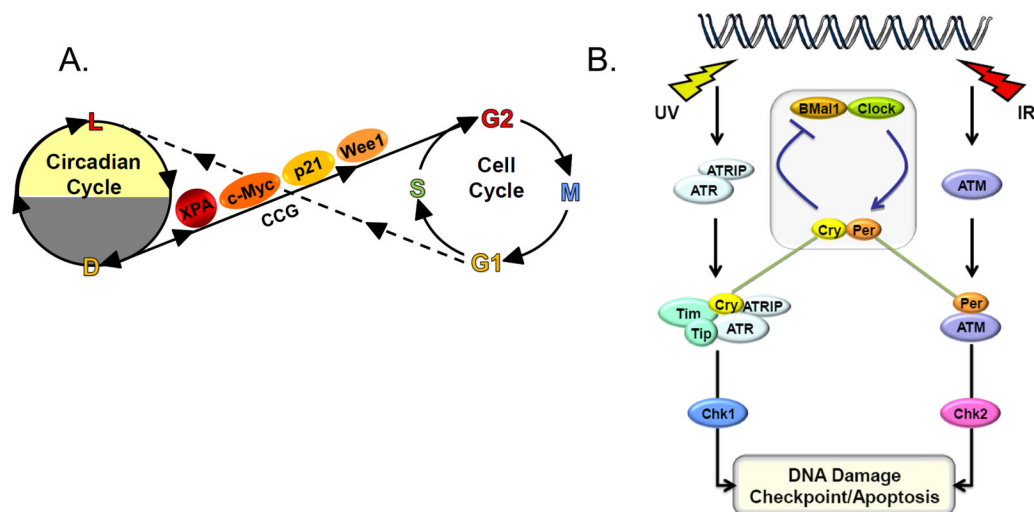 A.
L
Circadian
Cycle
D
XPA
c-Myc
p21
Wee1
CCG
G2
S
Cell
Cycle
M
G1
B.
UV
IR
BMal1
Clock
ATRIP
ATR
ATM
Cry
Per
Tim
Cry
ATRIP
Tip
ATR
Per
ATM
Chk1
Chk2
DNA Damage
Checkpoint/Apoptosis